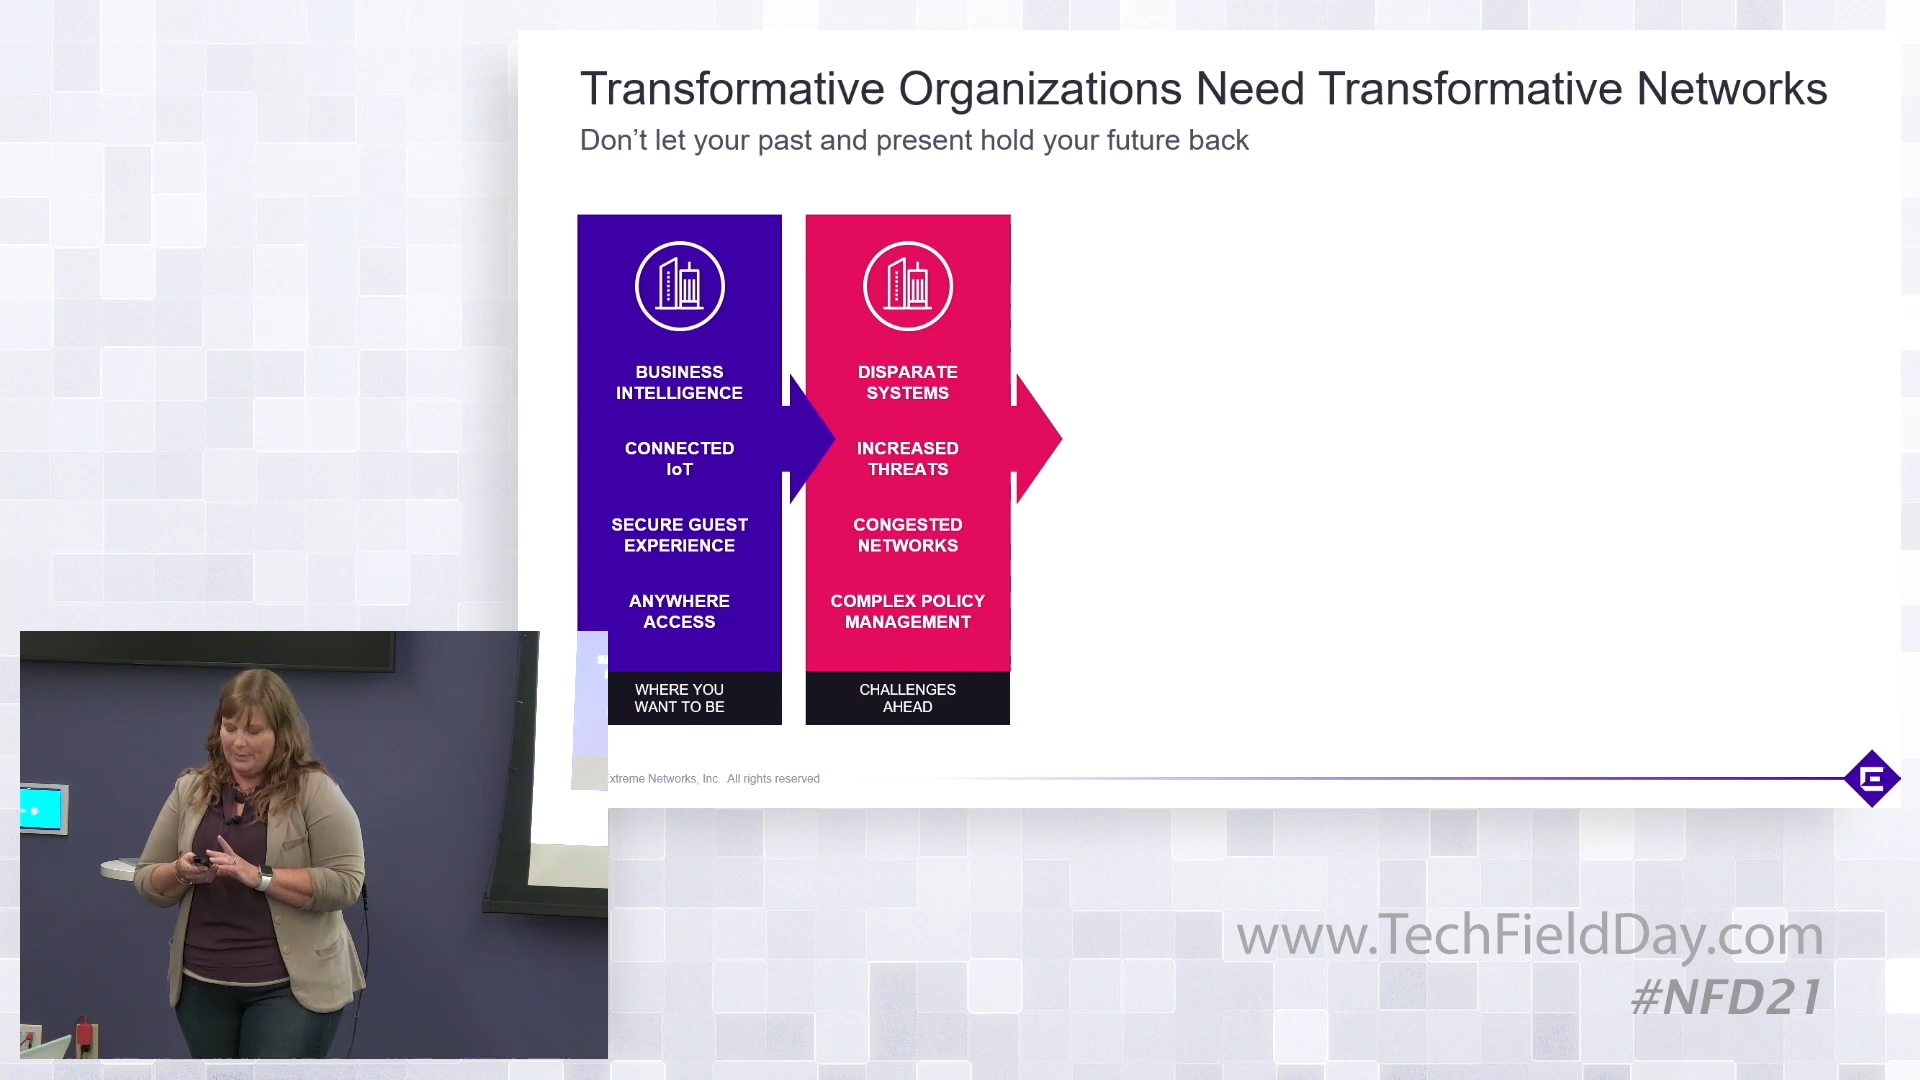 Transformative Organizations Need Transformative Networks
Don't let your past and present hold your future back
BUSINESS
INTELLIGENCE
CONNECTED
IoT
SECURE GUEST
EXPERIENCE
ANYWHERE
ACCESS
WHERE YOU
WANT TO BE
DISPARATE
SYSTEMS
INCREASED
THREATS
CONGESTED
NETWORKS
COMPLEX POLICY
MANAGEMENT
CHALLENGES
AHEAD
Networks, Inc. All rights reserved
www.TechFieldDay.com
#NFD21